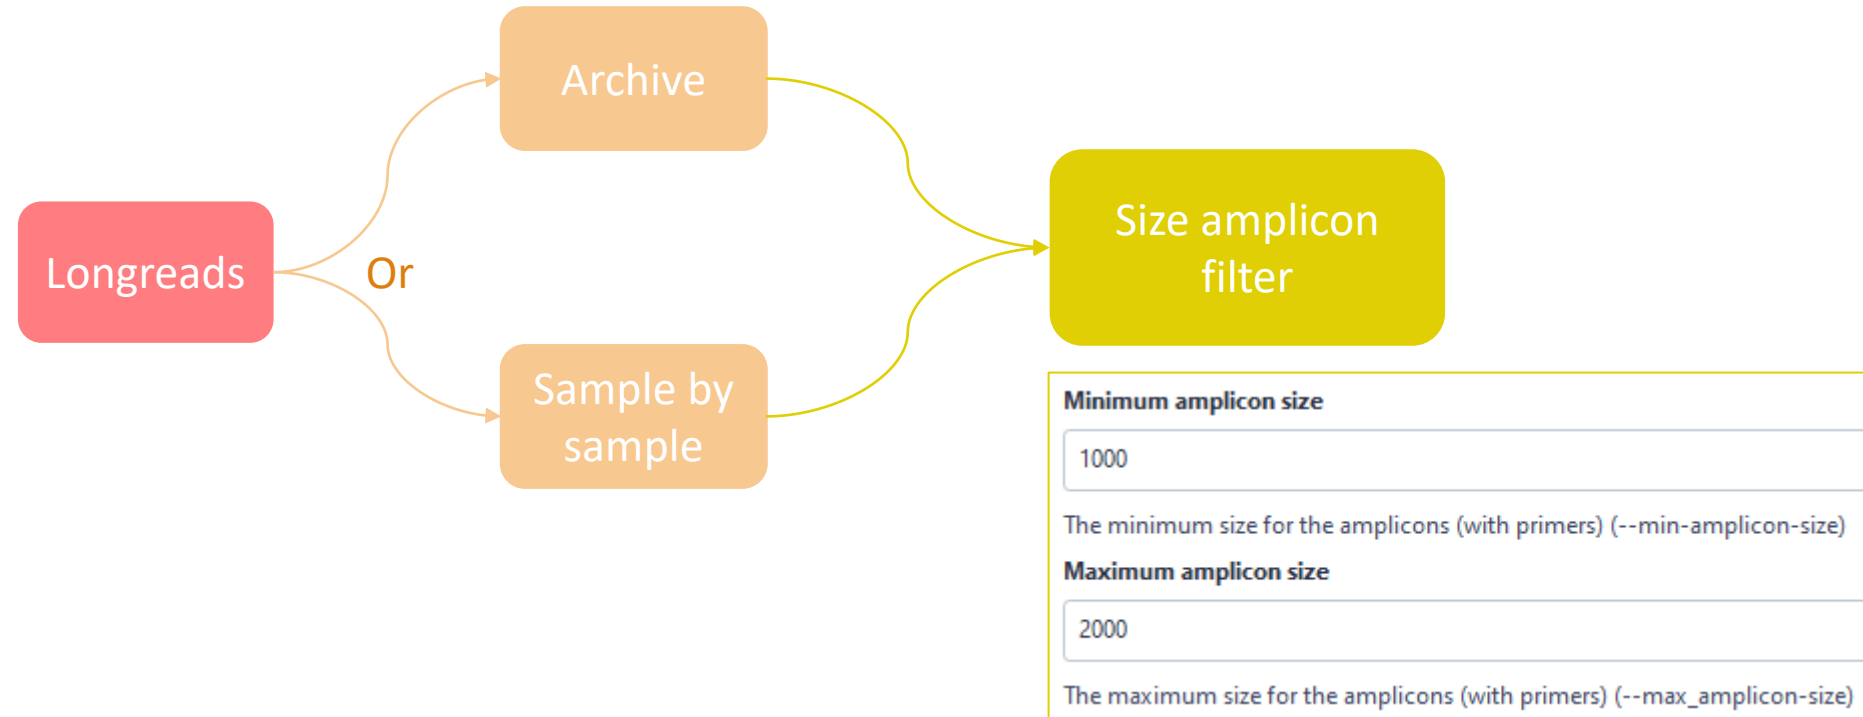 Archive
Longreads
Or
Sample by
sample
Size amplicon
filter
Minimum amplicon size
1000
The minimum size for the amplicons (with primers) (--min-amplicon-size)
Maximum amplicon size
2000
The maximum size for the amplicons (with primers) (--max_amplicon-size)